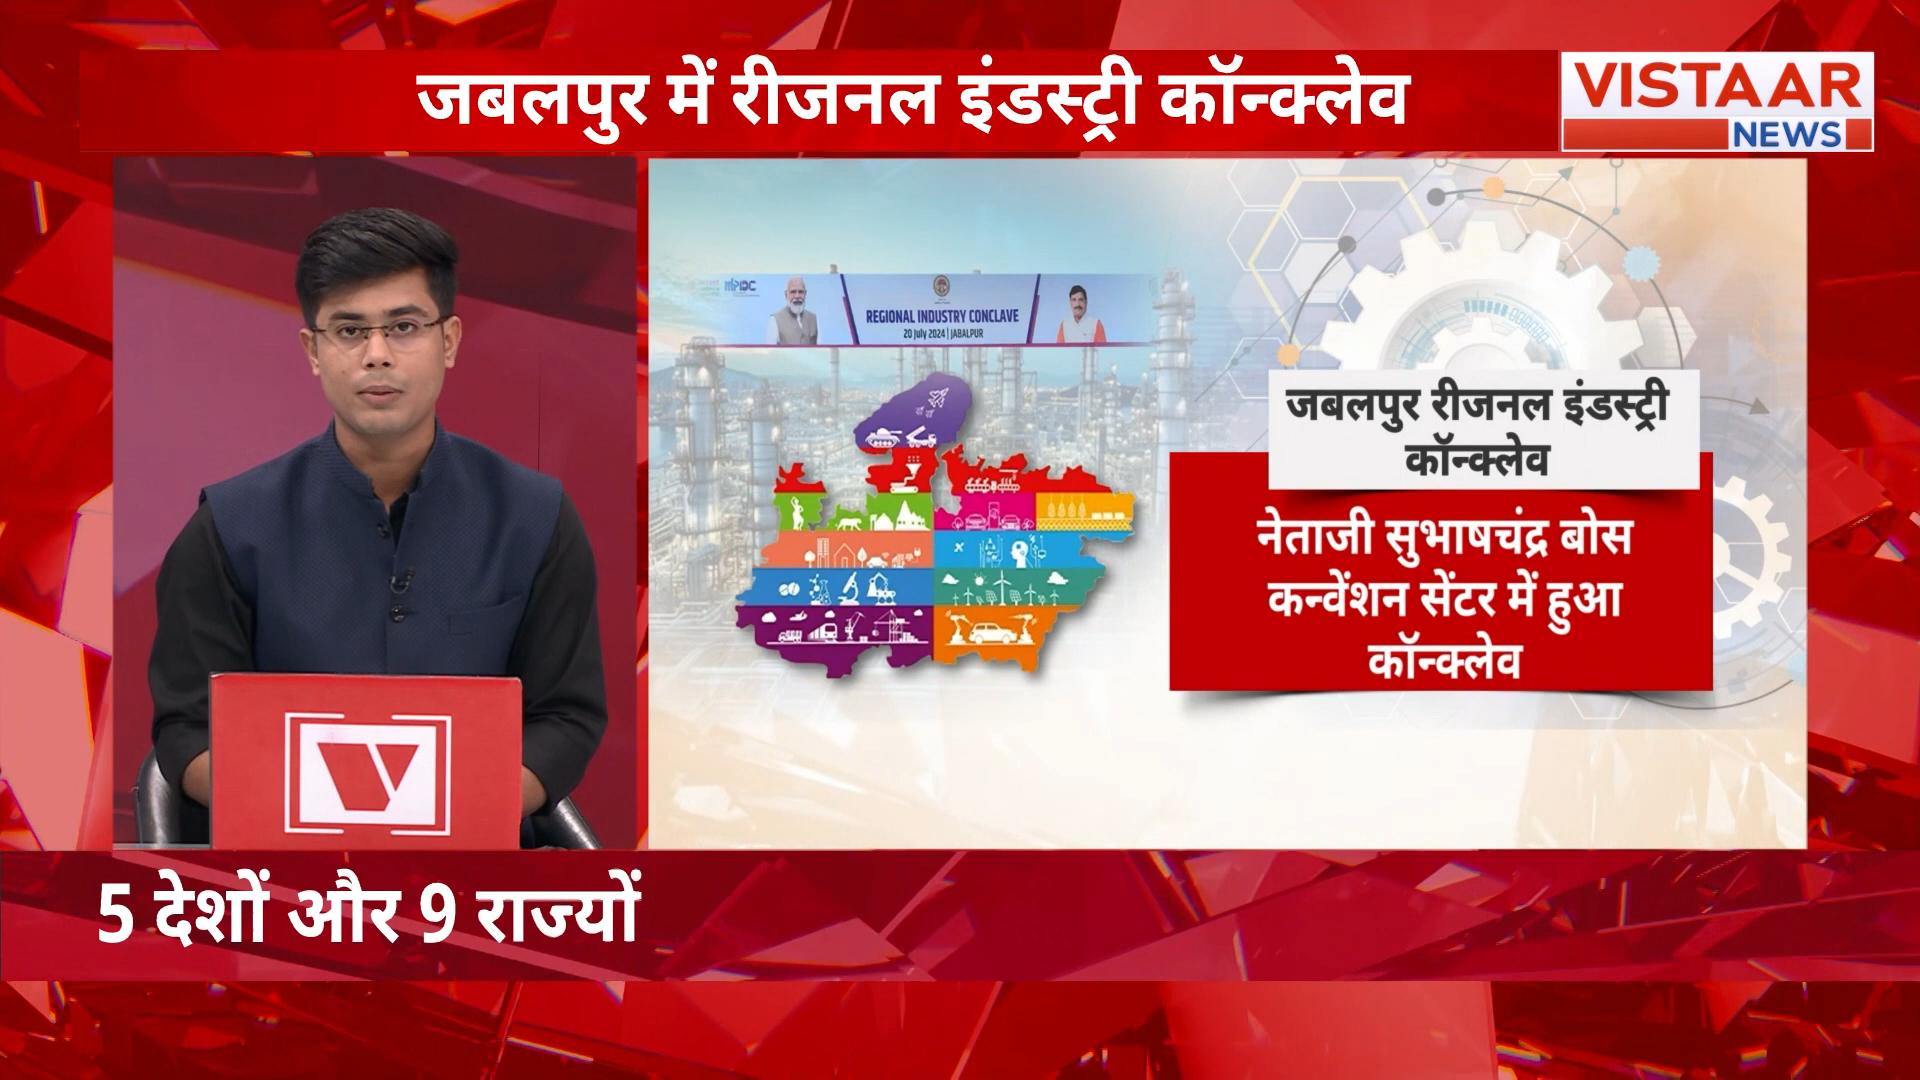 जबलपुर में रीजनल इंडस्ट्री कॉन्क्लेव
VISTAAR
NEWS
MPIDC
REGIONAL INDUSTRY CONCLAVE
20 July 2024 | JABALPUR
जबलपुर रीजनल इंडस्ट्री
कॉन्क्लेव
नेताजी सुभाषचंद्र बोस
कन्वेंशन सेंटर में हुआ
कॉन्क्लेव
5 देशों और 9 राज्यों